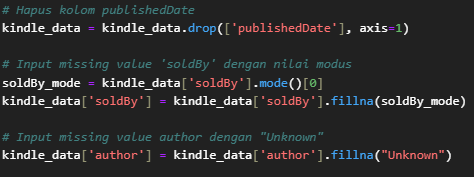 # Hapus kolom publishedDate
kindle_data = kindle_data.drop(['publishedDate'], axis=1)
# Input missing value 'soldBy' dengan nilai modus
soldBy_mode = kindle_data['soldBy'].mode()[0]
kindle_data['soldBy'] = kindle_data['soldBy'].fillna(soldBy_mode)
# Input missing value author dengan “Unknown”
kindle_data['author'] = kindle_data['author'].fillna("Unknown")